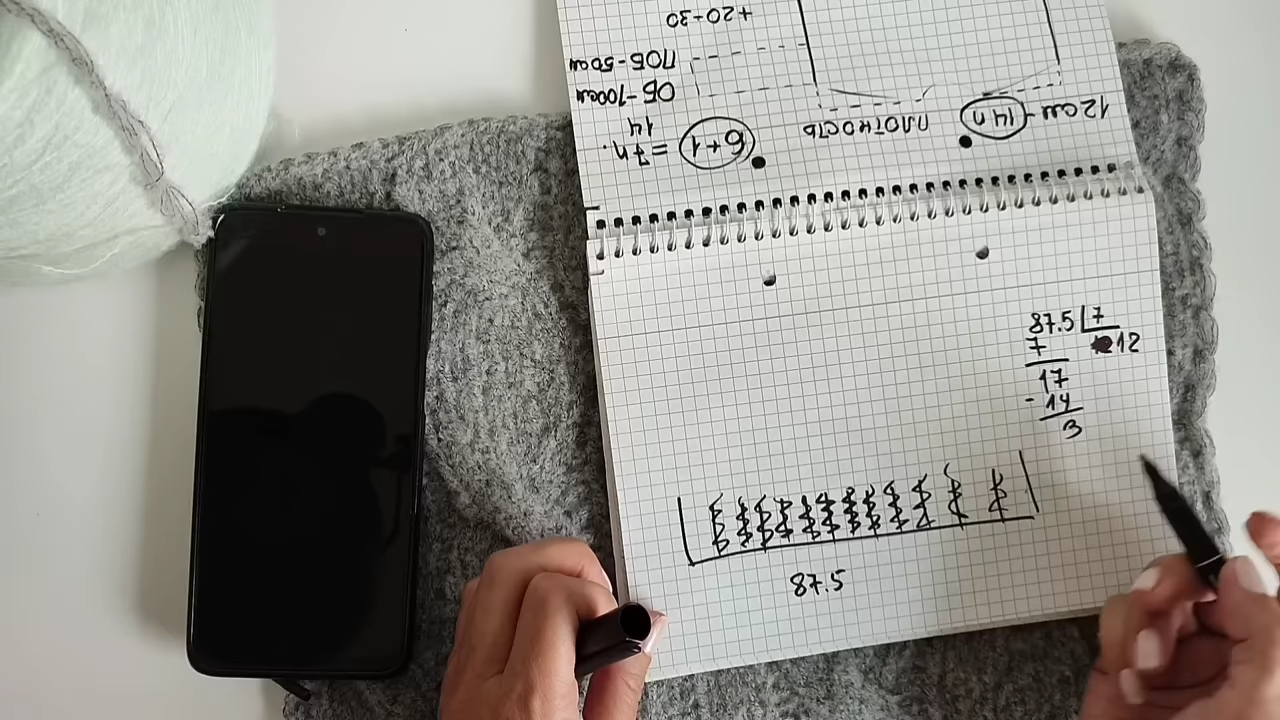 12см - 14п
плотность
6+1 = 7п.
14
ОБ-100см
ПОБ-50см
+20-30
87.5 7
7 12
17
- 14
3
87.5